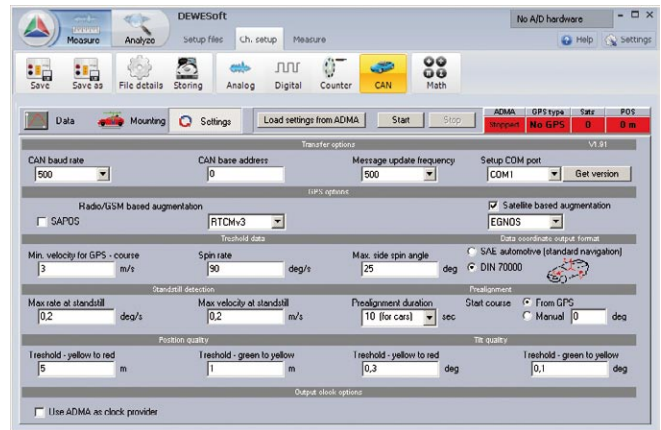 DEWESoft
No A/D hardware
Measure Analyze Setup files Ch. setup Measure Help Settings
Save Save as File details Storing Analog Digital Counter CAN Math
Data Mounting Settings Load settings from ADMA Start Stop
ADMA GPS type Satz POS
Stopped No GPS 0 0 m
Transfer options V1.91
CAN baud rate CAN base address Message update frequency Setup COM port
500 0 500 COM1 Get version
GPS options
Radio/GSM based augmentation Satellite based augmentation
SAPOS RTCMv3 EGNOS
Treshold data Data coordinate output format
Min. velocity for GPS - course Spin rate Max. side spin angle SAE automotive (standard navigation)
3 m/s 90 deg/s 25 deg DIN 70000
Standstill detection Prealignment
Max rate at standstill Max velocity at standstill Prealignment duration Start course From GPS
0,2 deg/s 0,2 m/s 10 (for cars) sec Manual 0 deg
Position quality Tilt quality
Treshold - yellow to red Treshold - green to yellow Treshold - yellow to red Treshold - green to yellow
5 m 1 m 0,3 deg 0,1 deg
Output clock options
Use ADMA as clock provider